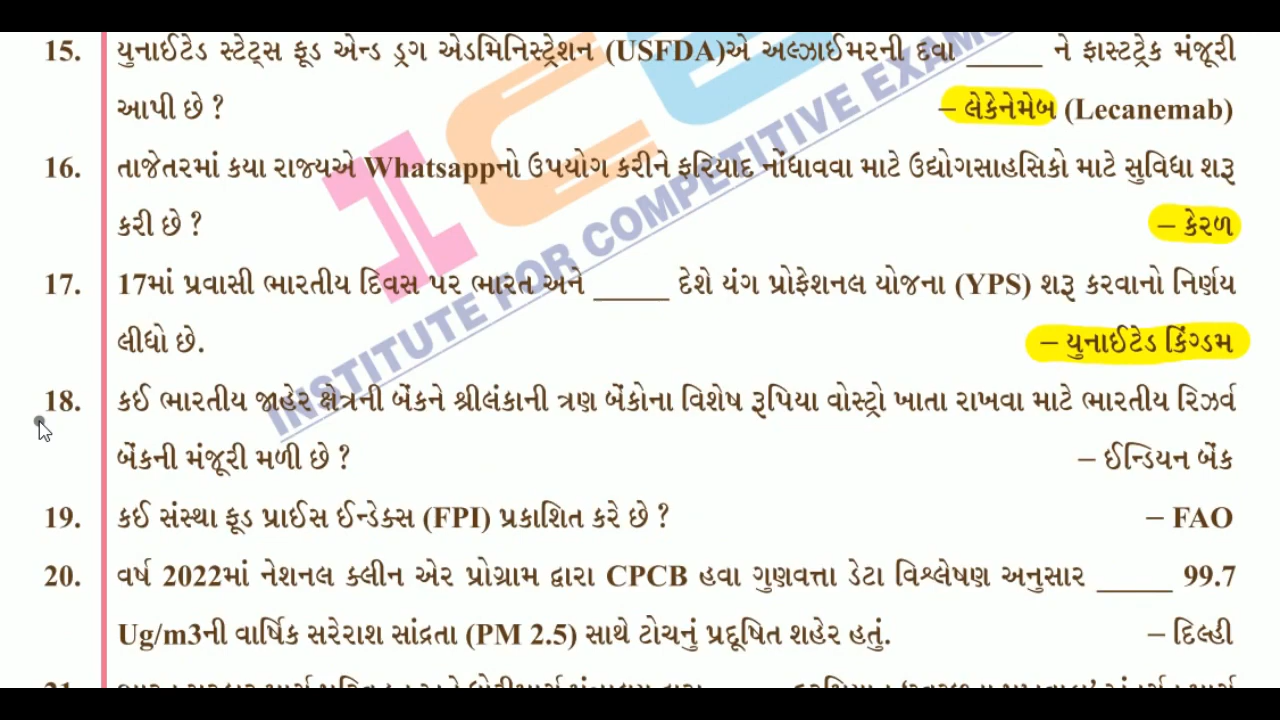 15. યુનાઈટેડ સ્ટેટ્સ ફૂડ એન્ડ ડ્રગ એડમિનિસ્ટ્રેશન (USFDA)એ અલ્ઝાઈમરની દવા _____ ને ફાસ્ટટ્રેક મંજૂરી
આપી છે ? – લેકેનેમેબ (Lecanemab)
16. તાજેતરમાં કયા રાજ્યએ Whatsappનો ઉપયોગ કરીને ફરિયાદ નોંધાવવા માટે ઉદ્યોગસાહસિકો માટે સુવિધા શરૂ
કરી છે ? – કેરળ
17. 17માં પ્રવાસી ભારતીય દિવસ પર ભારત અને _____ દેશે યંગ પ્રોફેશનલ યોજના (YPS) શરૂ કરવાનો નિર્ણય
લીધો છે. – યુનાઈટેડ કિંગ્ડમ
18. કઈ ભારતીય જાહેર ક્ષેત્રની બેંકને શ્રીલંકાની ત્રણ બેંકોના વિશેષ રૂપિયા વોસ્ટ્રો ખાતા રાખવા માટે ભારતીય રિઝર્વ
બેંકની મંજૂરી મળી છે ? – ઈન્ડિયન બેંક
19. કઈ સંસ્થા ફૂડ પ્રાઈસ ઈન્ડેક્સ (FPI) પ્રકાશિત કરે છે ? – FAO
20. વર્ષ 2022માં નેશનલ ક્લીન એર પ્રોગ્રામ દ્વારા CPCB હવા ગુણવત્તા ડેટા વિશ્લેષણ અનુસાર _____ 99.7
Ug/m3ની વાર્ષિક સરેરાશ સાંદ્રતા (PM 2.5) સાથે ટોચનું પ્રદૂષિત શહેર હતું. – દિલ્હી
21.
ICE
INSTITUTE FOR COMPETITIVE EXAMS